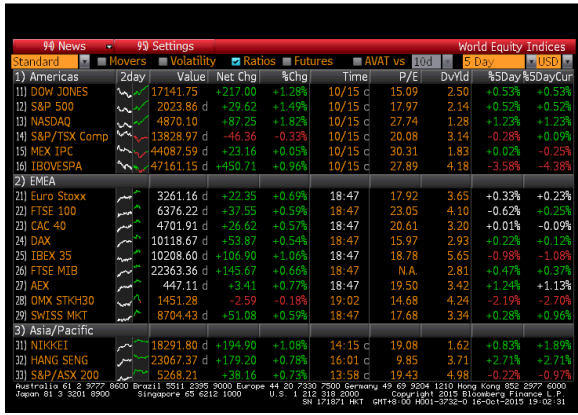 94) News 95) Settings World Equity Indices
Standard Movers Volatility Ratios Futures AVAT vs 10d 5 Day USD
1) Americas 2day Value Net Chg %Chg Time P/E DvYld %5Day %5DayCur
11) DOW JONES 17141.75 +217.00 +1.28% 10/15 c 15.09 2.50 +0.53% +0.53%
12) S&P 500 2023.86 d +29.62 +1.49% 10/15 c 17.97 2.14 +0.52% +0.52%
13) NASDAQ 4870.10 +87.25 +1.82% 10/15 c 27.74 1.28 +1.23% +1.23%
14) S&P/TSX Comp 13828.97 d -46.36 -0.33% 10/15 c 20.08 3.14 -0.28% +0.09%
15) MEX IPC 44087.59 d +23.16 +0.05% 10/15 c 30.31 1.83 +0.02% -0.25%
16) IBOVESPA 47161.15 d +450.71 +0.96% 10/15 c 27.89 4.18 -3.58% -4.38%
2) EMEA
21) Euro Stoxx 3261.16 d +22.35 +0.69% 18:47 17.92 3.65 +0.33% +0.23%
22) FTSE 100 6376.22 d +37.55 +0.59% 18:47 23.05 4.10 -0.62% +0.25%
23) CAC 40 4701.91 d +26.62 +0.57% 18:47 20.61 3.20 +0.01% -0.09%
24) DAX 10118.67 d +53.87 +0.54% 18:47 15.97 2.93 +0.22% +0.12%
25) IBEX 35 10208.60 d +106.90 +1.06% 18:47 18.78 5.65 -0.98% -1.08%
26) FTSE MIB 22363.36 d +145.67 +0.66% 18:47 N.A. 2.81 +0.47% +0.37%
27) AEX 447.11 d +3.41 +0.77% 18:47 19.50 3.42 +1.24% +1.13%
28) OMX STKH30 1451.28 -2.59 -0.18% 19:02 14.68 4.24 -2.19% -2.70%
29) SWISS MKT 8704.43 d +51.08 +0.59% 18:47 17.68 3.34 +0.28% +0.96%
3) Asia/Pacific
31) NIKKEI 18291.80 d +194.90 +1.08% 14:15 c 19.08 1.62 +0.83% +1.89%
32) HANG SENG 23067.37 d +179.20 +0.78% 16:01 c 9.85 3.71 +2.71% +2.71%
33) S&P/ASX 200 5268.21 +38.16 +0.73% 13:58 c 19.43 4.98 -0.22% -0.97%
Australia 61 2 9777 8600 Brazil 5511 2395 9000 Europe 44 20 7330 7500 Germany 49 69 9204 1210 Hong Kong 852 2977 6000
Japan 81 3 3201 8900 Singapore 65 6212 1000 U.S. 1 212 318 2000 Copyright 2015 Bloomberg Finance L.P.
SN 171871 HKT GMT+8:00 H001-3732-0 16-Oct-2015 19:02:31